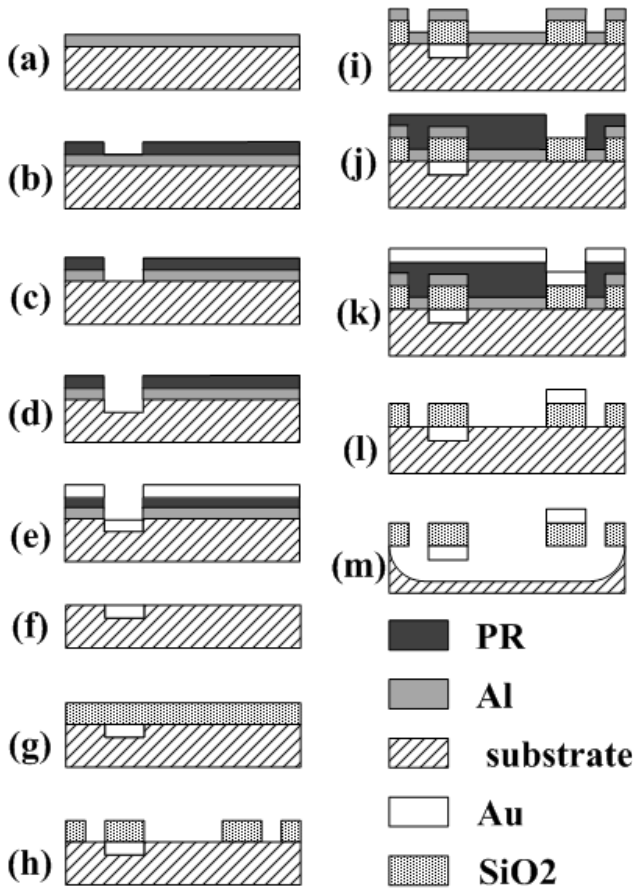 (a)
(b)
(c)
(d)
(e)
(f)
(g)
(h)
(i)
(j)
(k)
(l)
(m)
PR
Al
substrate
Au
SiO2